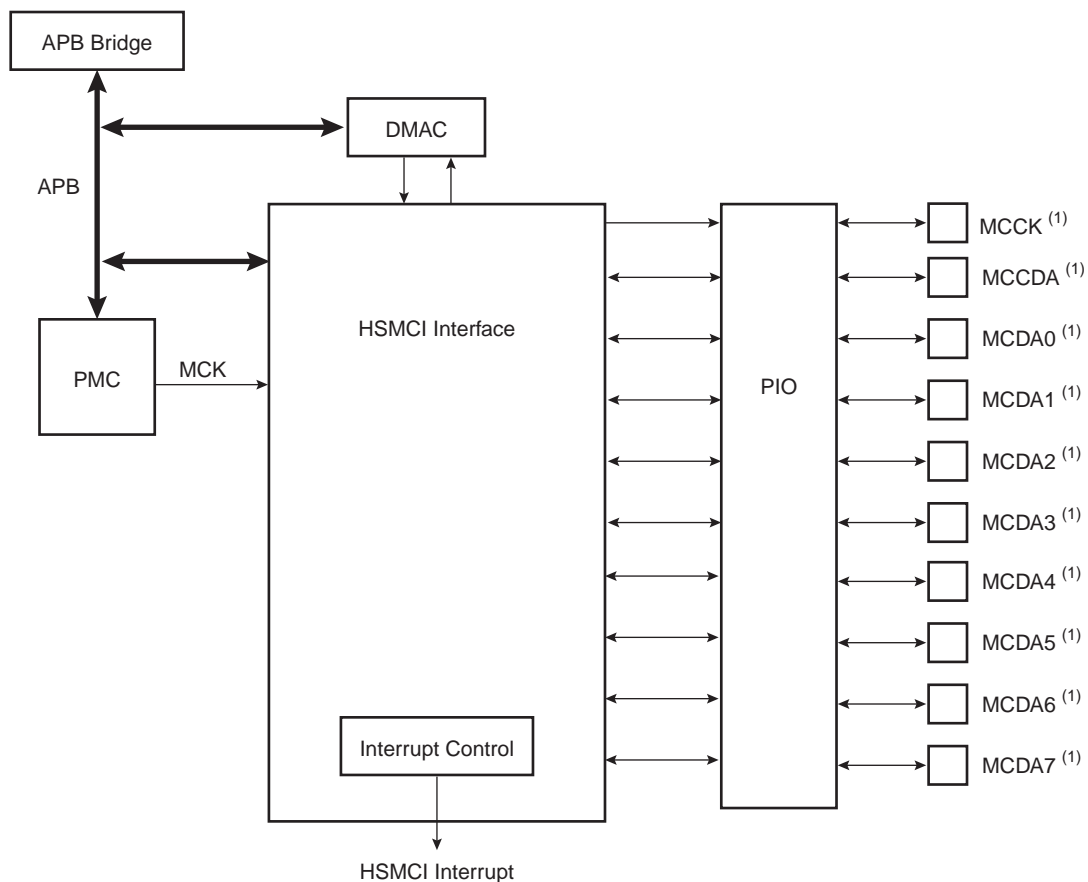 APB Bridge
DMAC
APB
MCCK (1)
MCCDA (1)
HSMCI Interface
MCDA0 (1)
MCK
PMC
PIO
MCDA1 (1)
MCDA2 (1)
MCDA3 (1)
MCDA4 (1)
MCDA5 (1)
MCDA6 (1)
Interrupt Control
MCDA7 (1)
HSMCI Interrupt